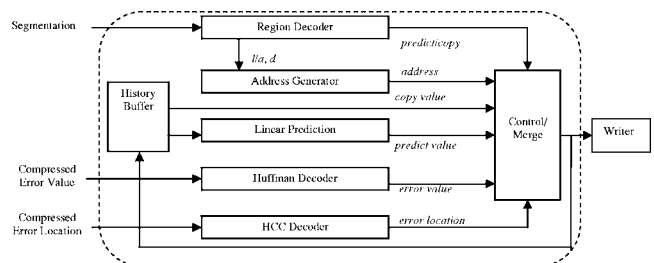 Segmentation
Region Decoder
predict/copy
l/a, d
Address Generator
address
History
Buffer
copy value
Control/
Merge
Linear Prediction
Writer
predict value
Compressed
Error Value
Huffman Decoder
error value
Compressed
Error Location
HCC Decoder
error location